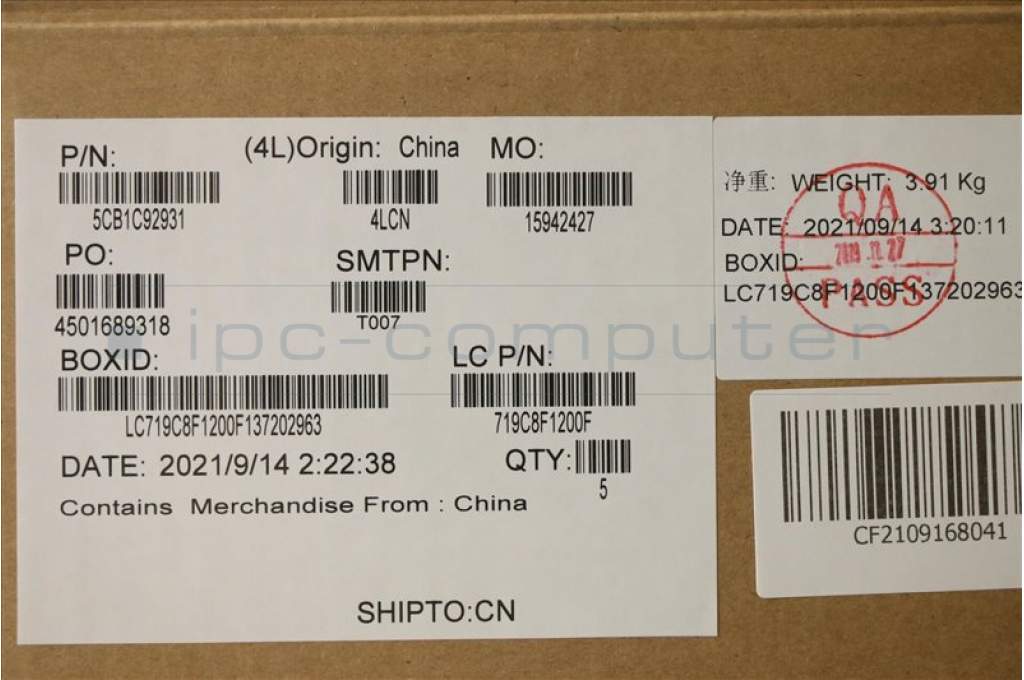 P/N: (4L)Origin: China MO:
5CB1C92931 4LCN 15942427
PO: SMTPN:
4501689318 T007
BOXID: LC P/N:
LC719C8F1200F137202963 719C8F1200F
DATE: 2021/9/14 2:22:38 QTY:
5
Contains Merchandise From : China
SHIPTO:CN
净重: WEIGHT: 3.91 Kg
DATE: 2021/09/14 3:20:11
BOXID:
LC719C8F1200F137202963
QA
PASS
CF2109168041
ipc-computer